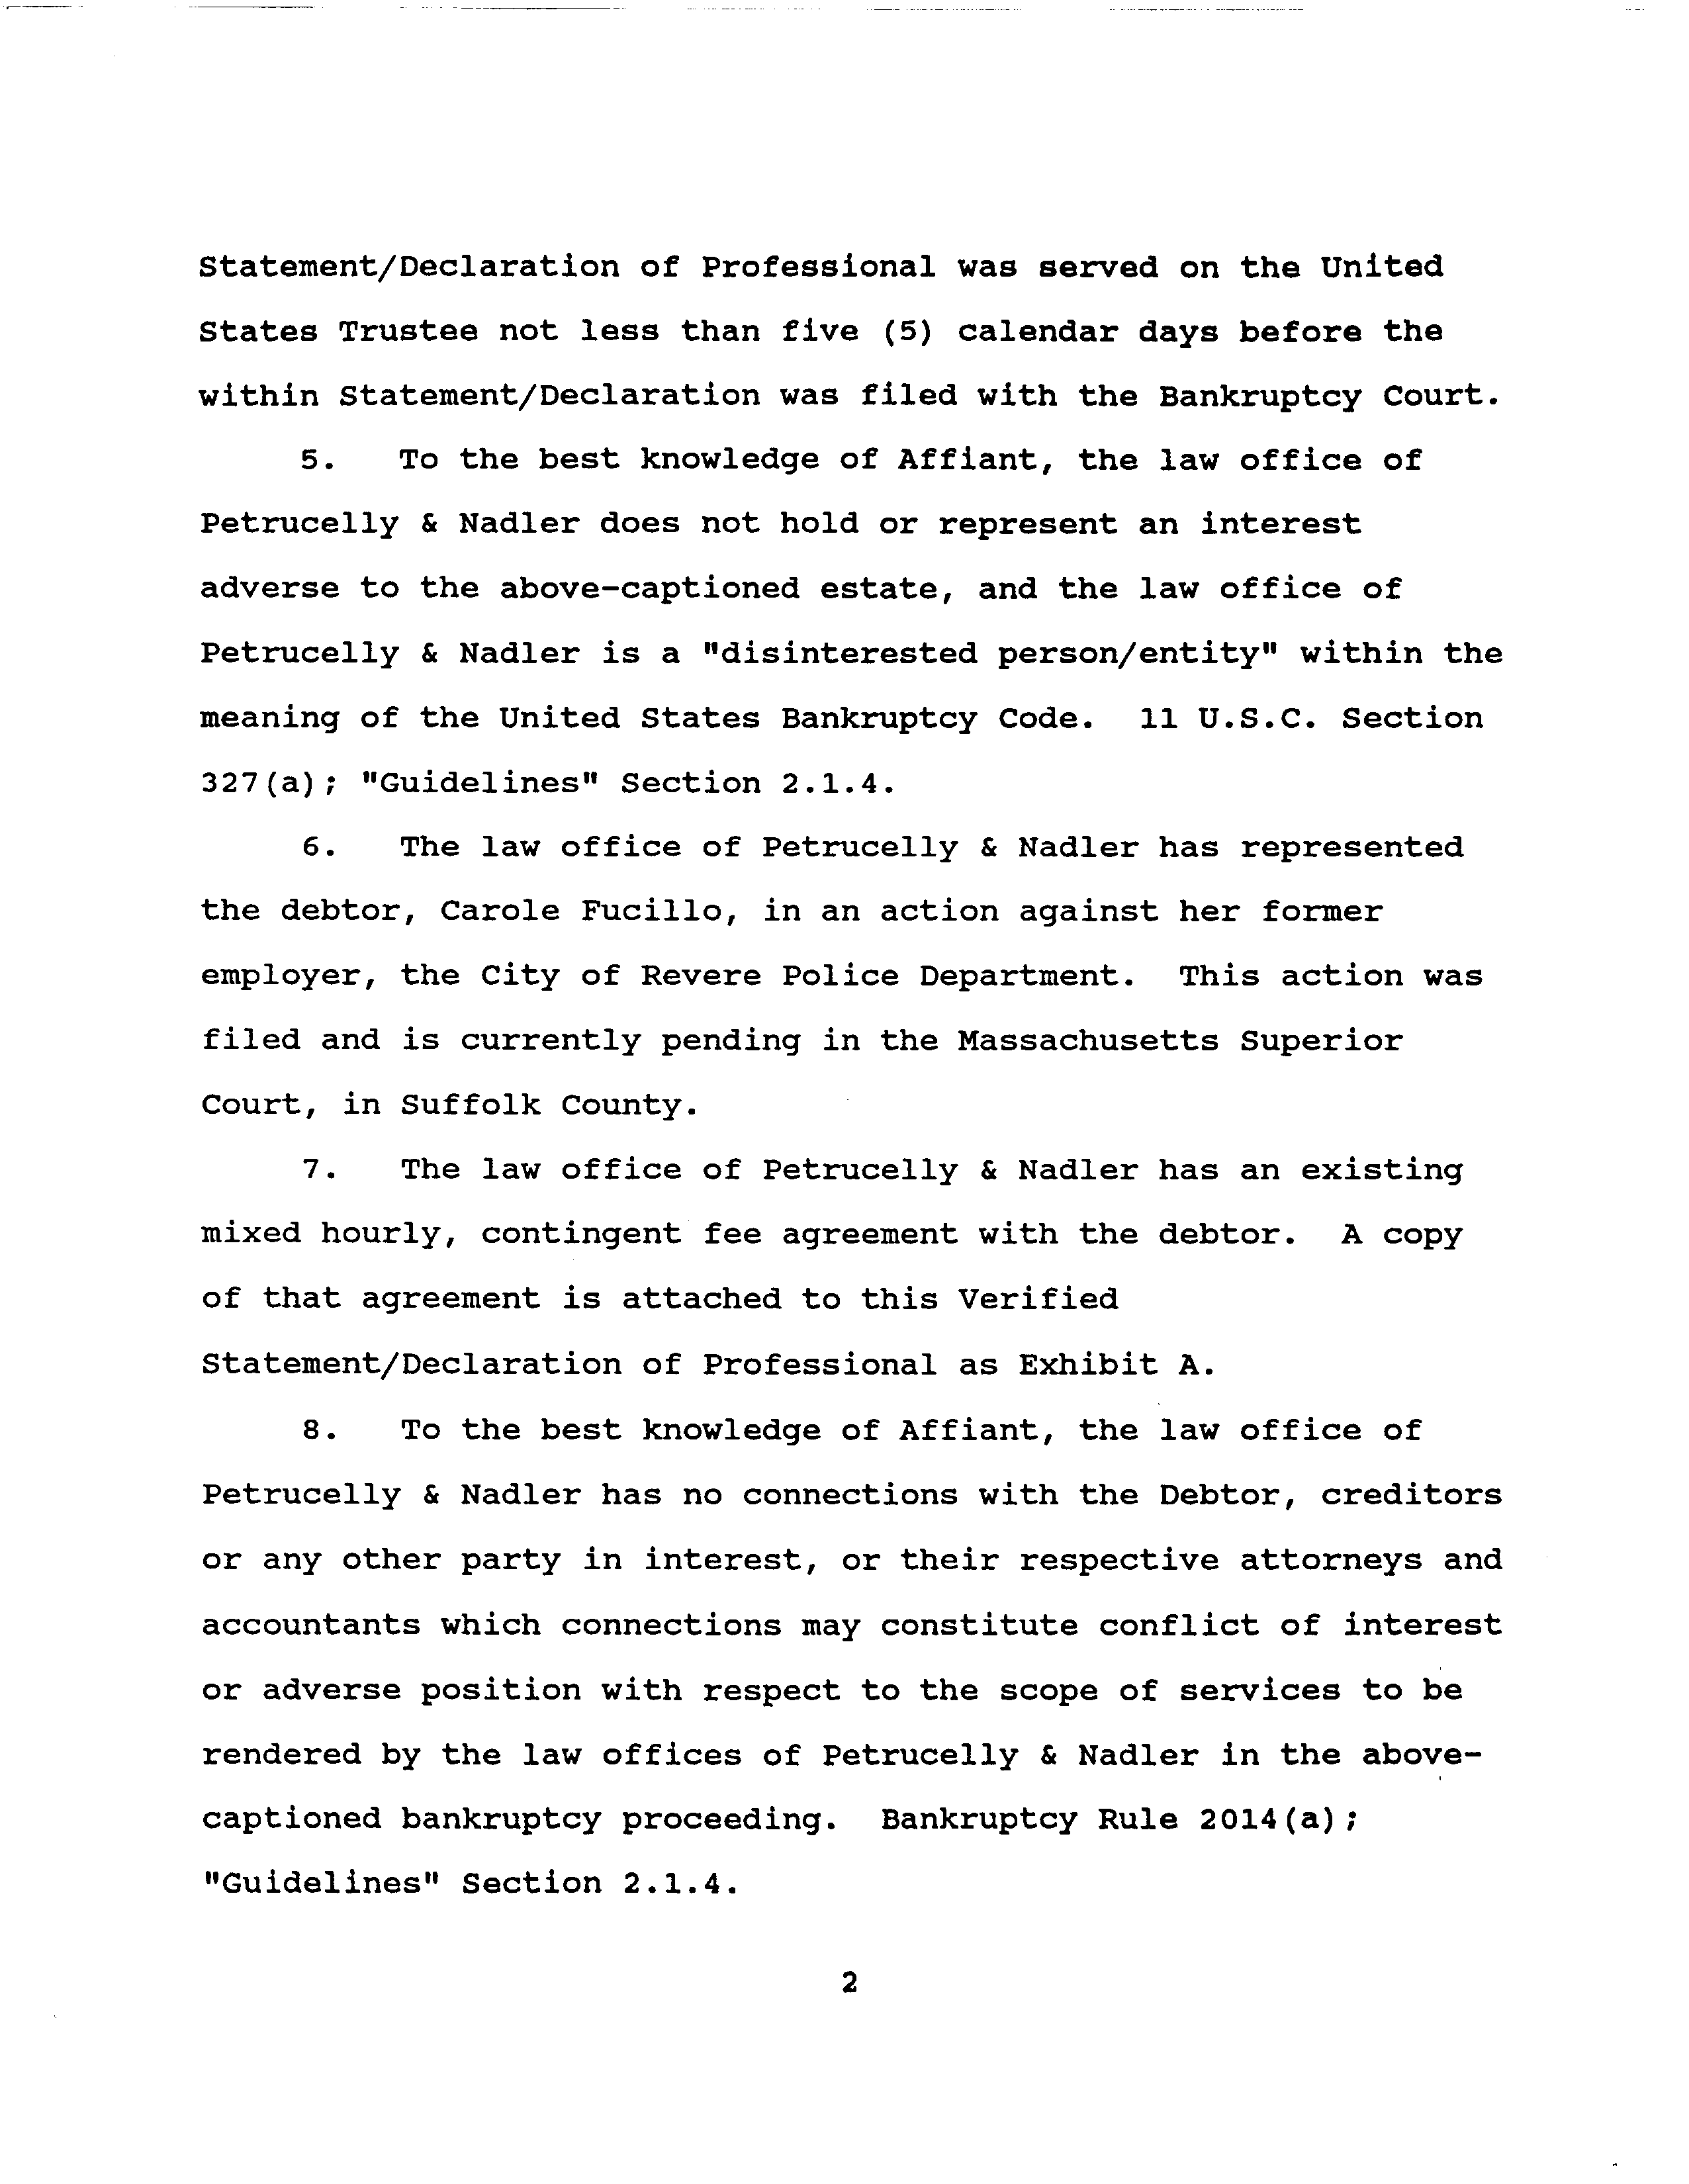 Statement/Declaration of Professional was served on the United
States Trustee not less than five (5) calendar days before the
within Statement/Declaration was filed with the Bankruptcy Court.
5. To the best knowledge of Affiant, the law office of
Petrucelly & Nadler does not hold or represent an interest
adverse to the above-captioned estate, and the law office of
Petrucelly & Nadler is a "disinterested person/entity" within the
meaning of the United States Bankruptcy Code. 11 U.S.C. Section
327(a); "Guidelines" Section 2.1.4.
6. The law office of Petrucelly & Nadler has represented
the debtor, Carole Fucillo, in an action against her former
employer, the City of Revere Police Department. This action was
filed and is currently pending in the Massachusetts Superior
Court, in Suffolk County.
7. The law office of Petrucelly & Nadler has an existing
mixed hourly, contingent fee agreement with the debtor. A copy
of that agreement is attached to this Verified
Statement/Declaration of Professional as Exhibit A.
8. To the best knowledge of Affiant, the law office of
Petrucelly & Nadler has no connections with the Debtor, creditors
or any other party in interest, or their respective attorneys and
accountants which connections may constitute conflict of interest
or adverse position with respect to the scope of services to be
rendered by the law offices of Petrucelly & Nadler in the above-
captioned bankruptcy proceeding. Bankruptcy Rule 2014(a);
"Guidelines" Section 2.1.4.
2